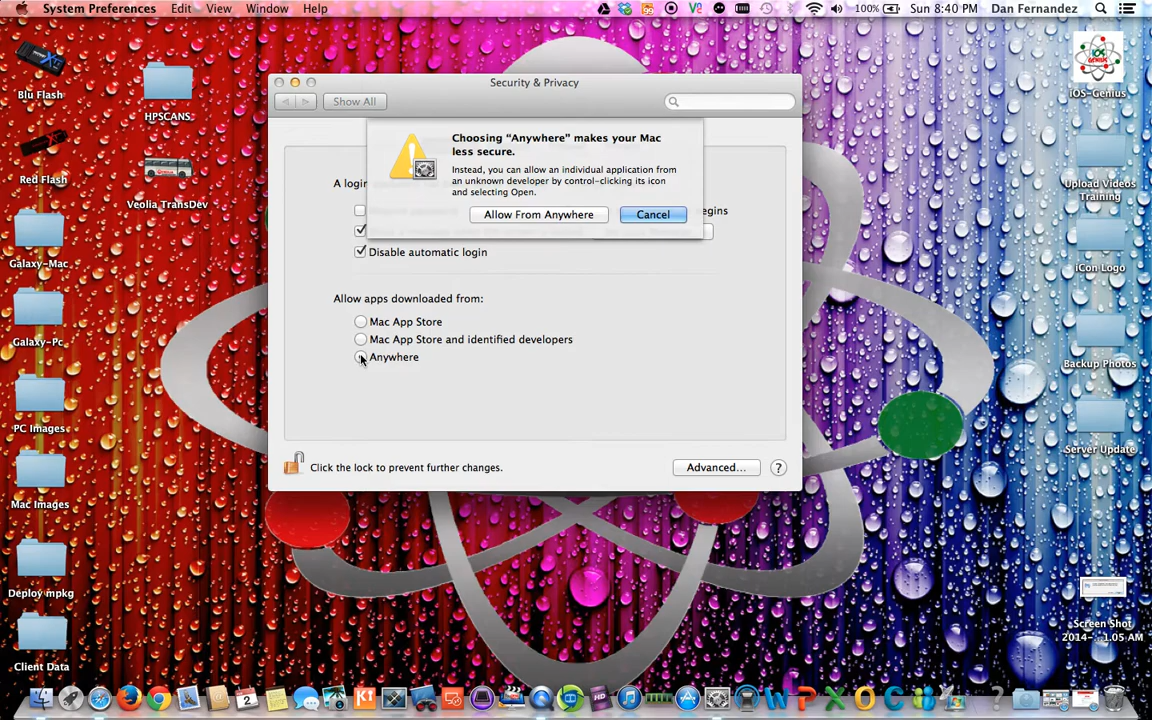 System Preferences Edit View Window Help
100% Sun 8:40 PM Dan Fernandez
Security & Privacy
Show All
Choosing “Anywhere” makes your Mac
less secure.
Instead, you can allow an individual application from
an unknown developer by control-clicking its icon
and selecting Open.
Allow From Anywhere Cancel
A login
egins
Disable automatic login
Allow apps downloaded from:
Mac App Store
Mac App Store and identified developers
Anywhere
Click the lock to prevent further changes.
Advanced... ?
Blu Flash
HPSCANS
Red Flash
Veolia TransDev
Galaxy-Mac
Galaxy-Pc
PC Images
Mac Images
Deploy mpkg
Client Data
iOS-Genius
Upload Videos
Training
iCon Logo
Backup Photos
Server Update
Screen Shot
2014-...1.05 AM